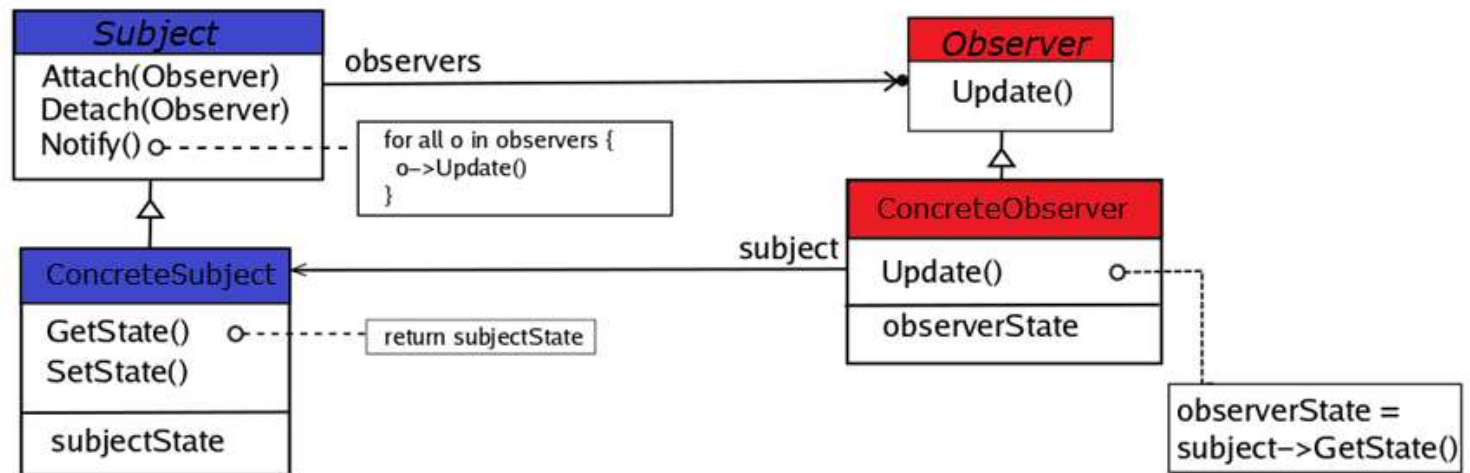 Subject
Attach(Observer)
Detach(Observer)
Notify()
observers
for all o in observers {
o->Update()
}
Observer
Update()
ConcreteSubject
GetState()
SetState()
subjectState
return subjectState
subject
ConcreteObserver
Update()
observerState
observerState =
subject->GetState()